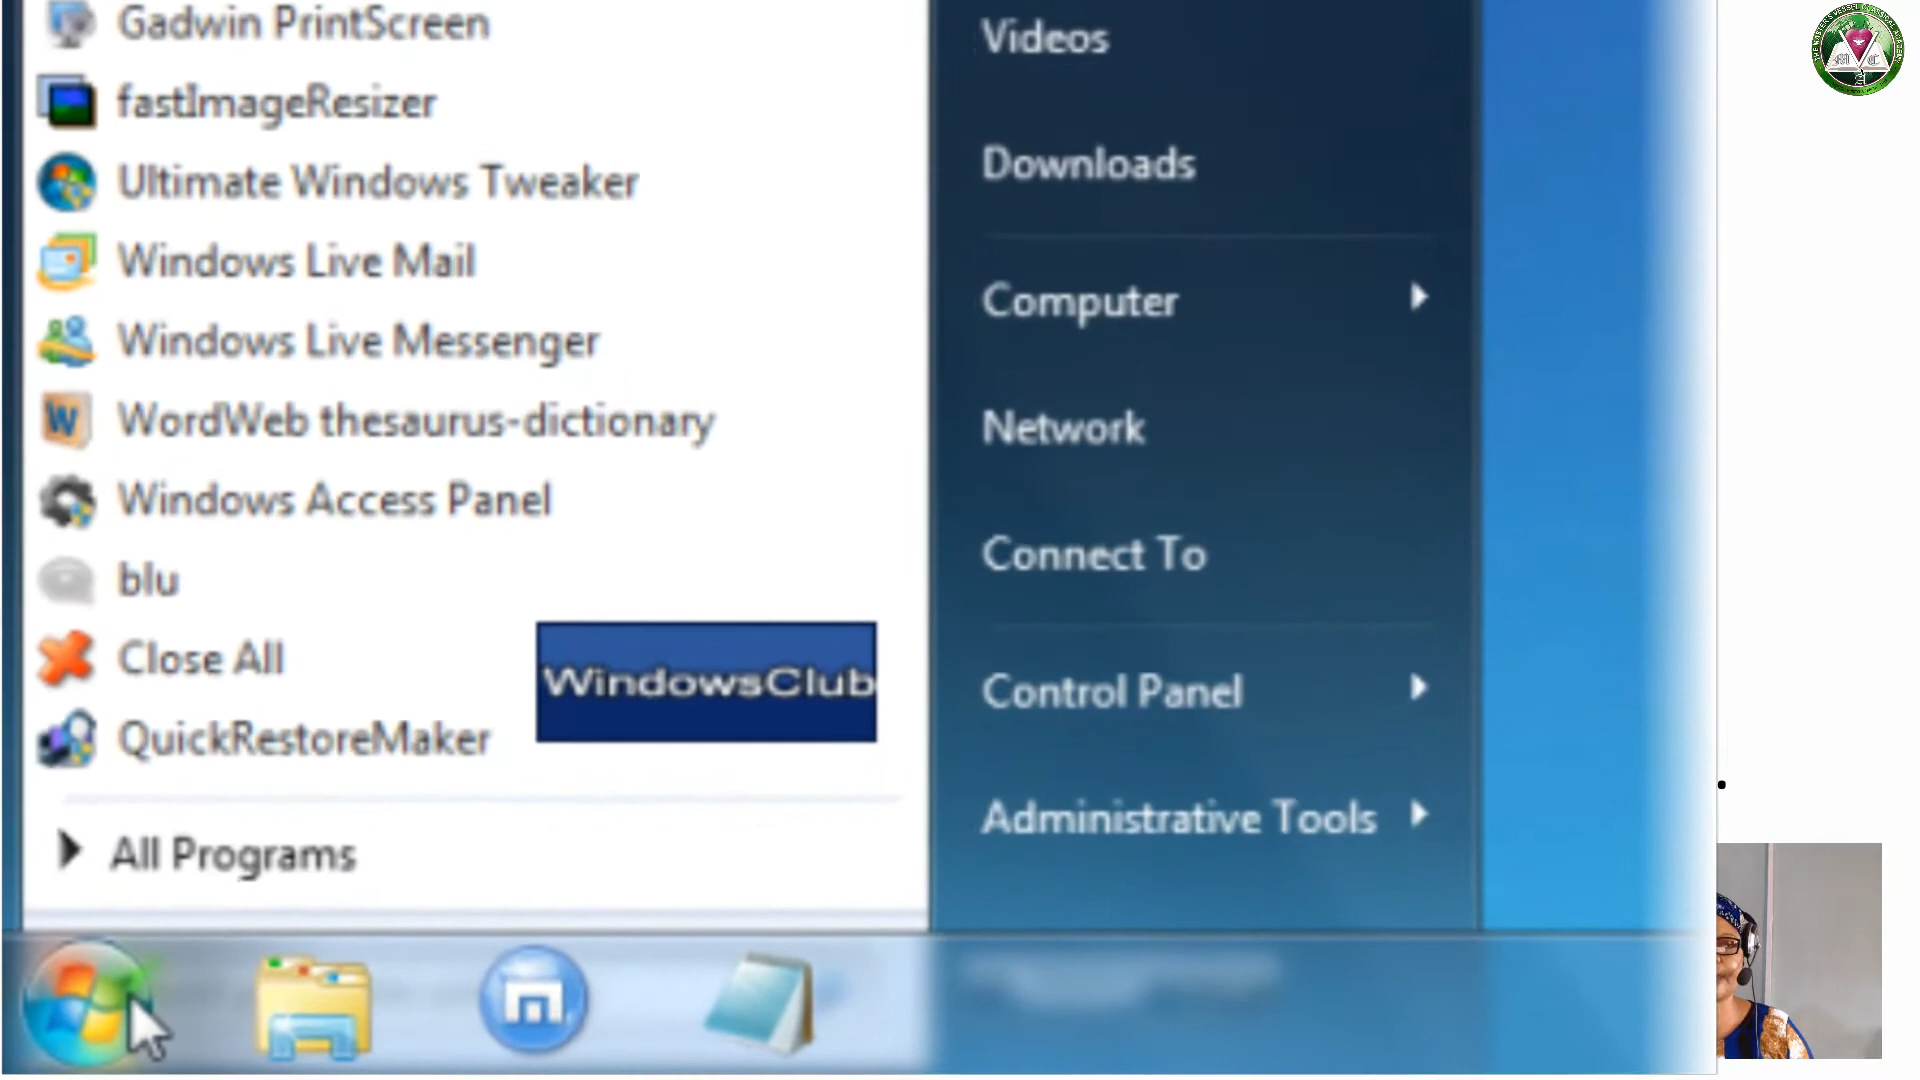 Gadwin PrintScreen
fastImageResizer
Ultimate Windows Tweaker
Windows Live Mail
Windows Live Messenger
WordWeb thesaurus-dictionary
Windows Access Panel
blu
Close All
QuickRestoreMaker
WindowsClub
All Programs
Videos
Downloads
Computer
Network
Connect To
Control Panel
Administrative Tools